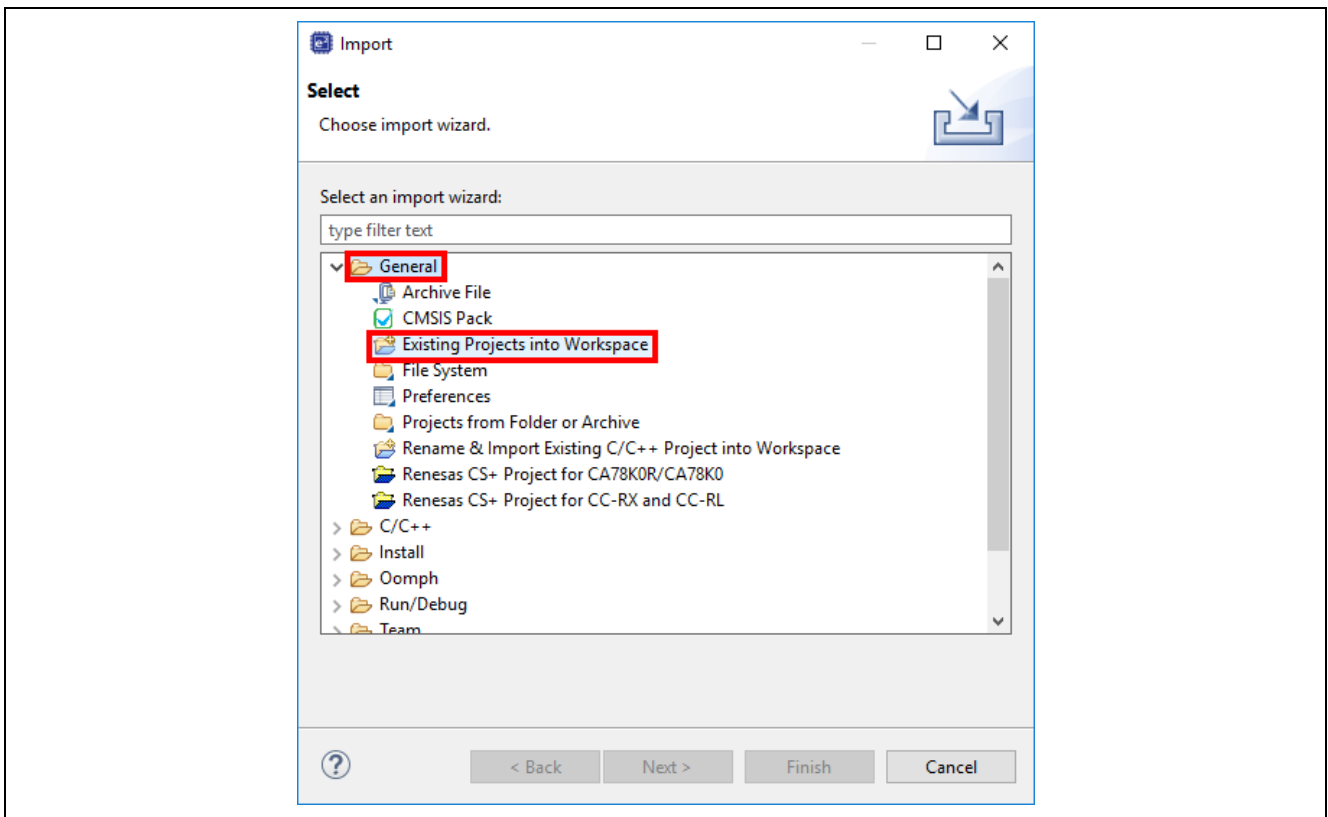 Import
Select
Choose import wizard.
Select an import wizard:
type filter text
General
Archive File
CMSIS Pack
Existing Projects into Workspace
File System
Preferences
Projects from Folder or Archive
Rename & Import Existing C/C++ Project into Workspace
Renesas CS+ Project for CA78K0R/CA78K0
Renesas CS+ Project for CC-RX and CC-RL
C/C++
Install
Oomph
Run/Debug
Team
? < Back Next > Finish Cancel